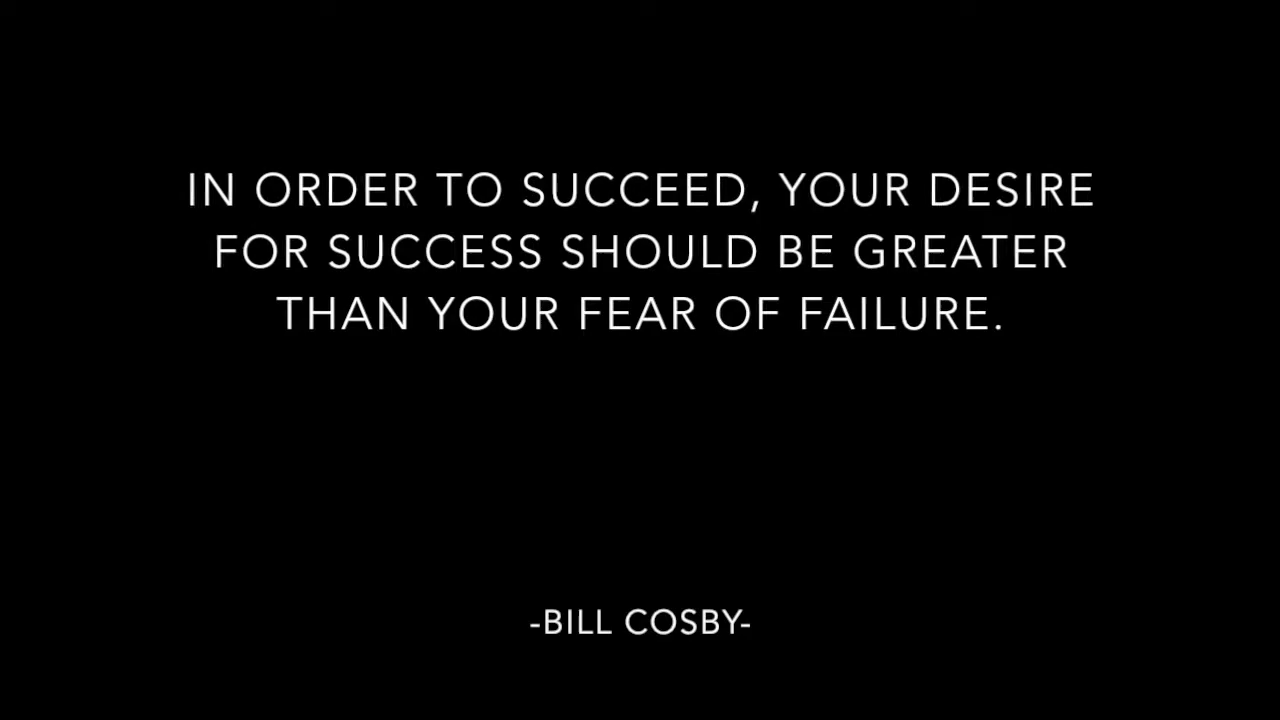 IN ORDER TO SUCCEED, YOUR DESIRE
FOR SUCCESS SHOULD BE GREATER
THAN YOUR FEAR OF FAILURE.
-BILL COSBY-